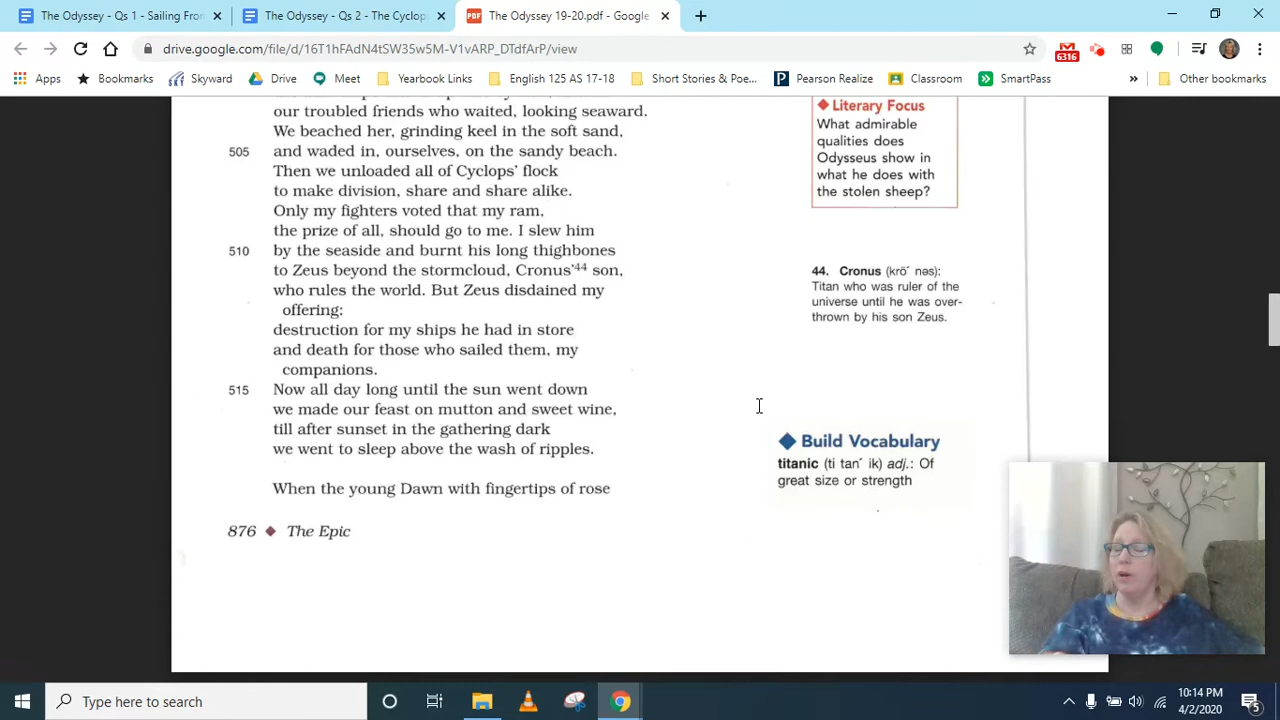 The Odyssey - Qs 1 - Sailing From
The Odyssey - Qs 2 - The Cyclop
The Odyssey 19-20.pdf - Google
drive.google.com/file/d/16T1hFAdN4tSW35w5M-V1vARP_DTdfArP/view
6316
Apps
Bookmarks
Skyward
Drive
Meet
Yearbook Links
English 125 AS 17-18
Short Stories & Poe...
Pearson Realize
Classroom
SmartPass
»
Other bookmarks
our troubled friends who waited, looking seaward.
We beached her, grinding keel in the soft sand,
505 and waded in, ourselves, on the sandy beach.
Then we unloaded all of Cyclops' flock
to make division, share and share alike.
Only my fighters voted that my ram,
the prize of all, should go to me. I slew him
510 by the seaside and burnt his long thighbones
to Zeus beyond the stormcloud, Cronus'44 son,
who rules the world. But Zeus disdained my
offering:
destruction for my ships he had in store
and death for those who sailed them, my
companions.
515 Now all day long until the sun went down
we made our feast on mutton and sweet wine,
till after sunset in the gathering dark
we went to sleep above the wash of ripples.
When the young Dawn with fingertips of rose
876 ◆ The Epic
◆ Literary Focus
What admirable
qualities does
Odysseus show in
what he does with
the stolen sheep?
44. Cronus (krō′ nəs):
Titan who was ruler of the
universe until he was over-
thrown by his son Zeus.
◆ Build Vocabulary
titanic (ti tan′ ik) adj.: Of
great size or strength
Type here to search
10:14 PM
4/2/2020
5